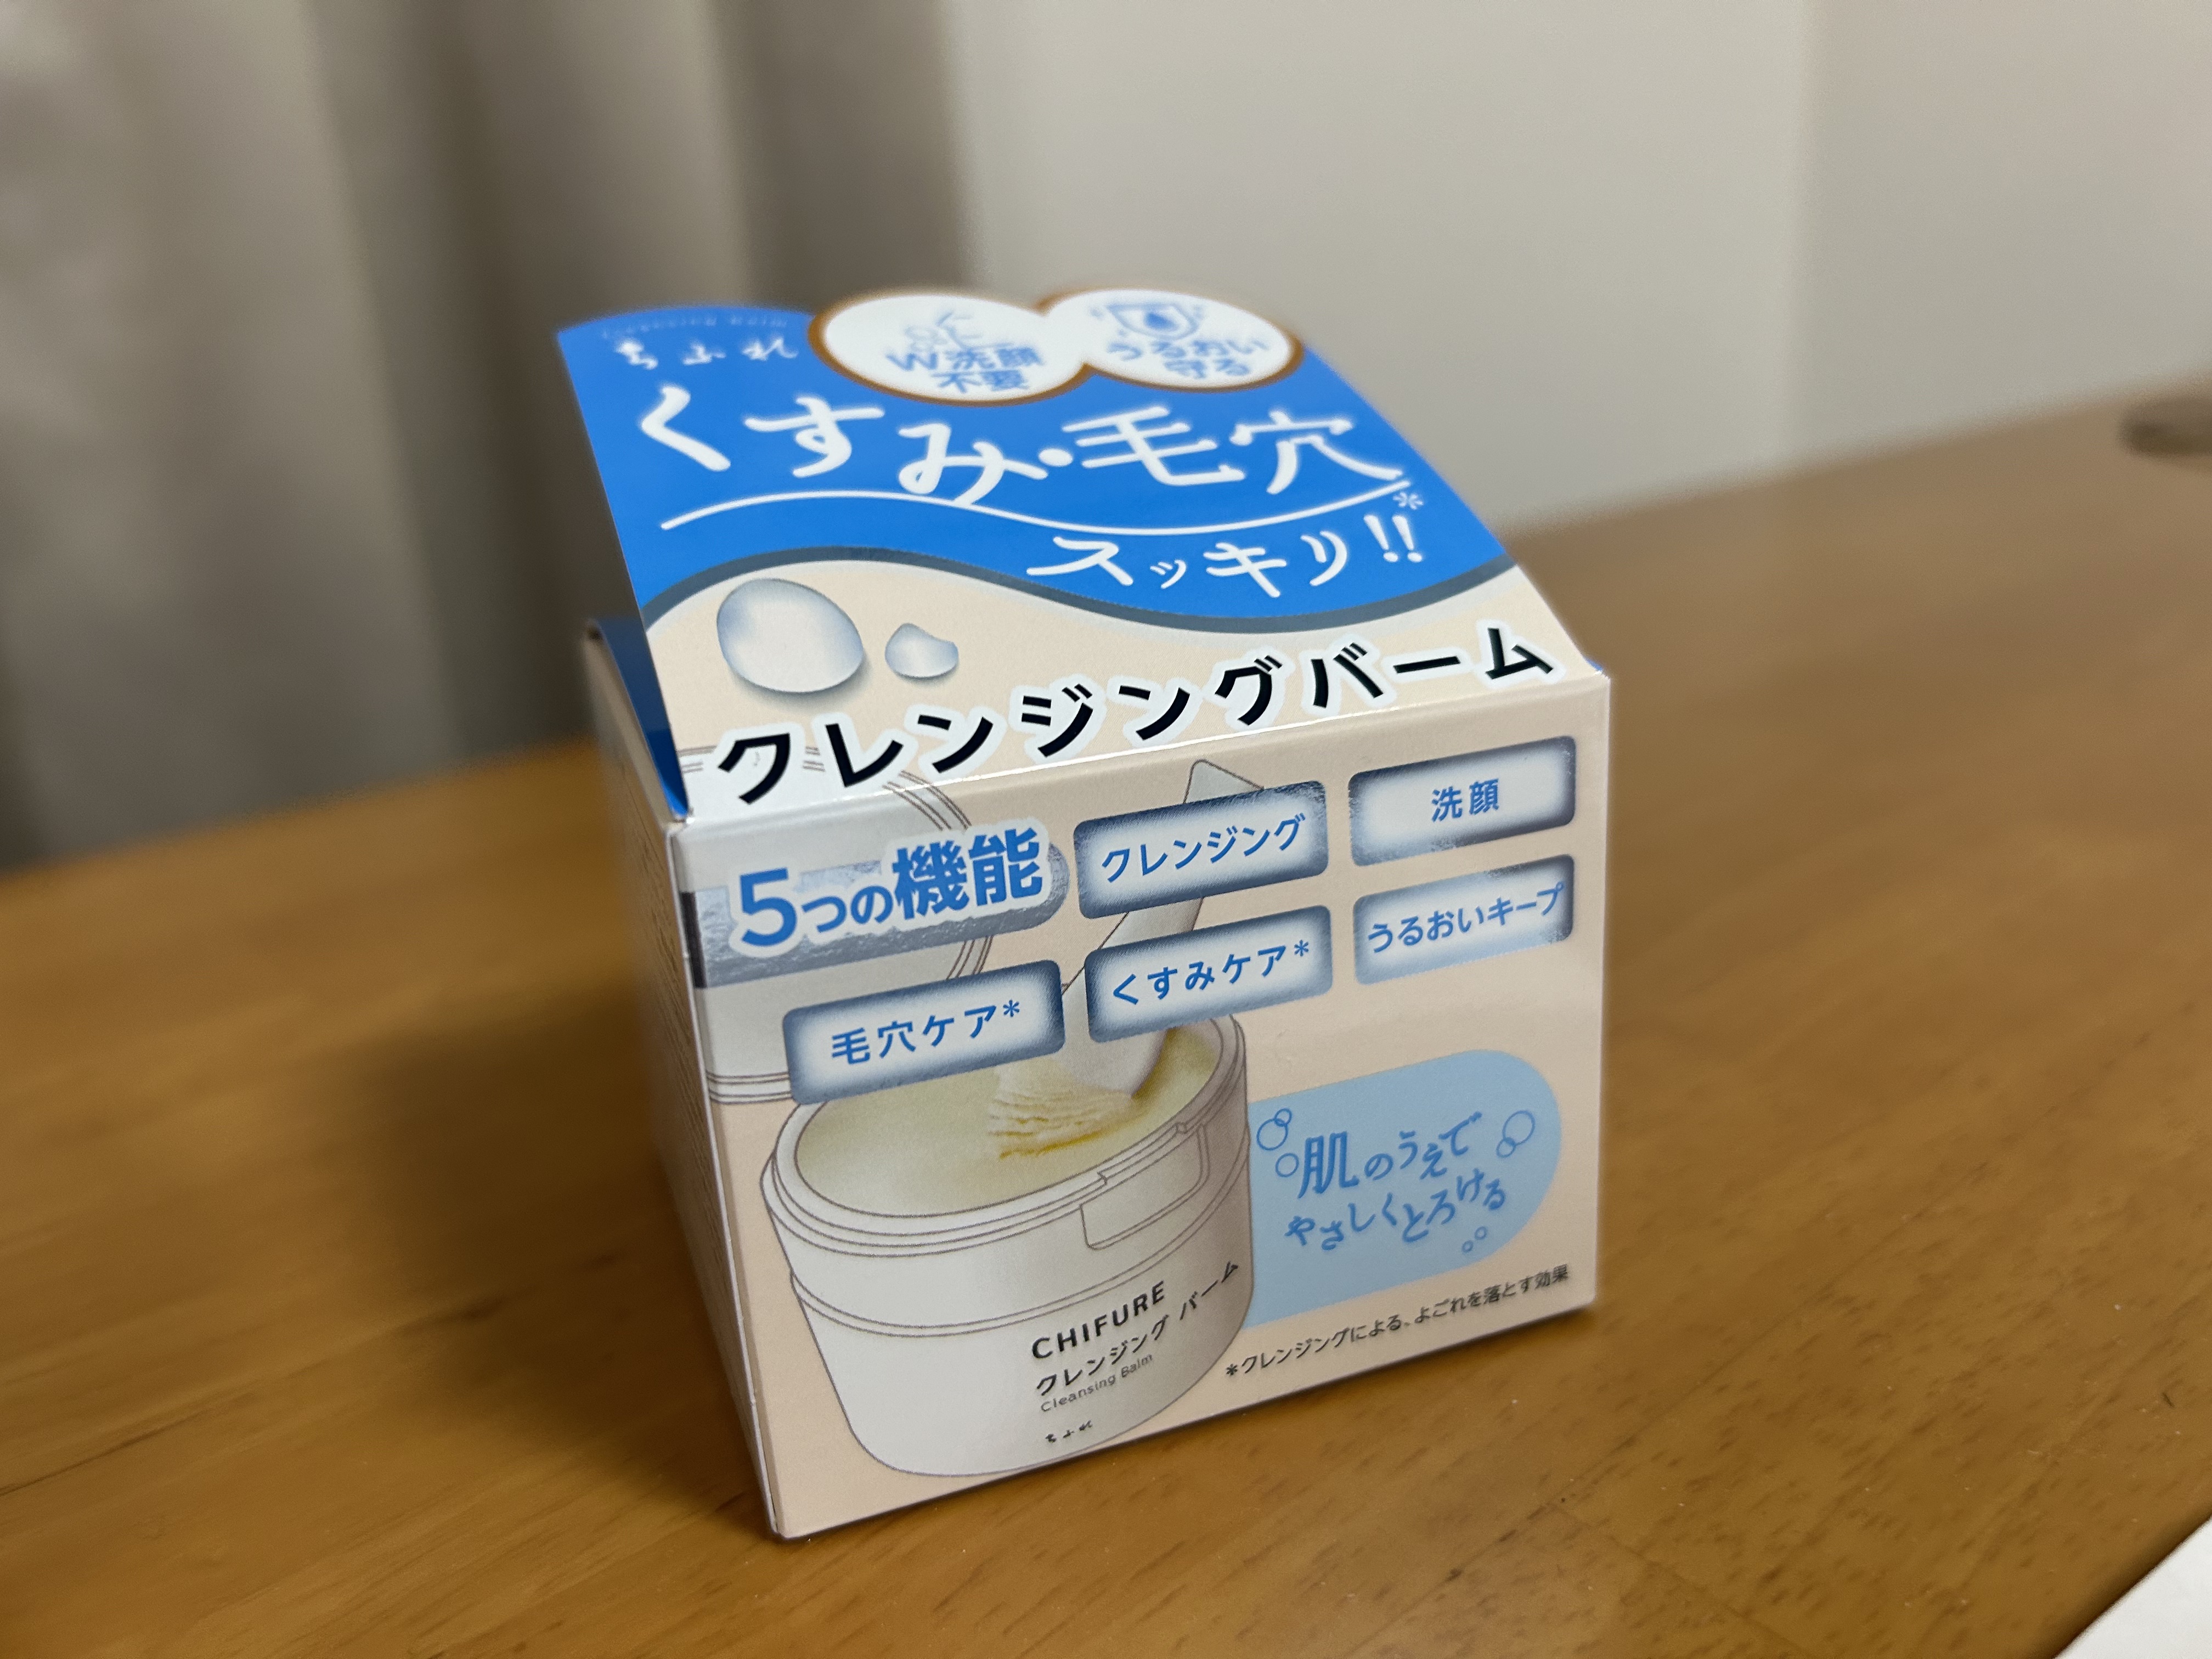 ちふれ
W洗顔
不要
うるおい
守る
くすみ・毛穴
スッキリ!!*
クレンジングバーム
5つの機能
クレンジング
洗顔
毛穴ケア*
くすみケア*
うるおいキープ
肌のうえで
やさしくとろける
CHIFURE
クレンジング バーム
Cleansing Balm
ちふれ
*クレンジングによる、よごれを落とす効果